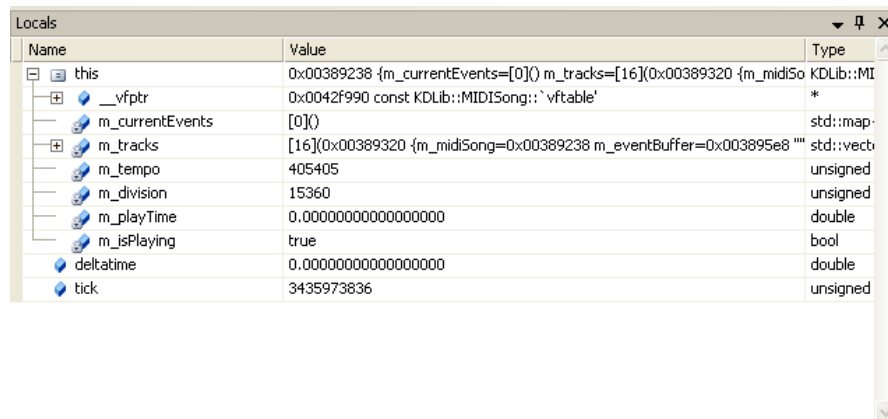 Locals
Name Value Type
this 0x00389238 {m_currentEvents=[0]() m_tracks=[16](0x00389320 {m_midiSo KDLib::MI
__vfptr 0x0042f990 const KDLib::MIDISong::`vftable' *
m_currentEvents [0]() std::map-
m_tracks [16](0x00389320 {m_midiSong=0x00389238 m_eventBuffer=0x003895e8 "" std::vect
m_tempo 405405 unsigned
m_division 15360 unsigned
m_playTime 0.00000000000000000 double
m_isPlaying true bool
deltatime 0.00000000000000000 double
tick 3435973836 unsigned